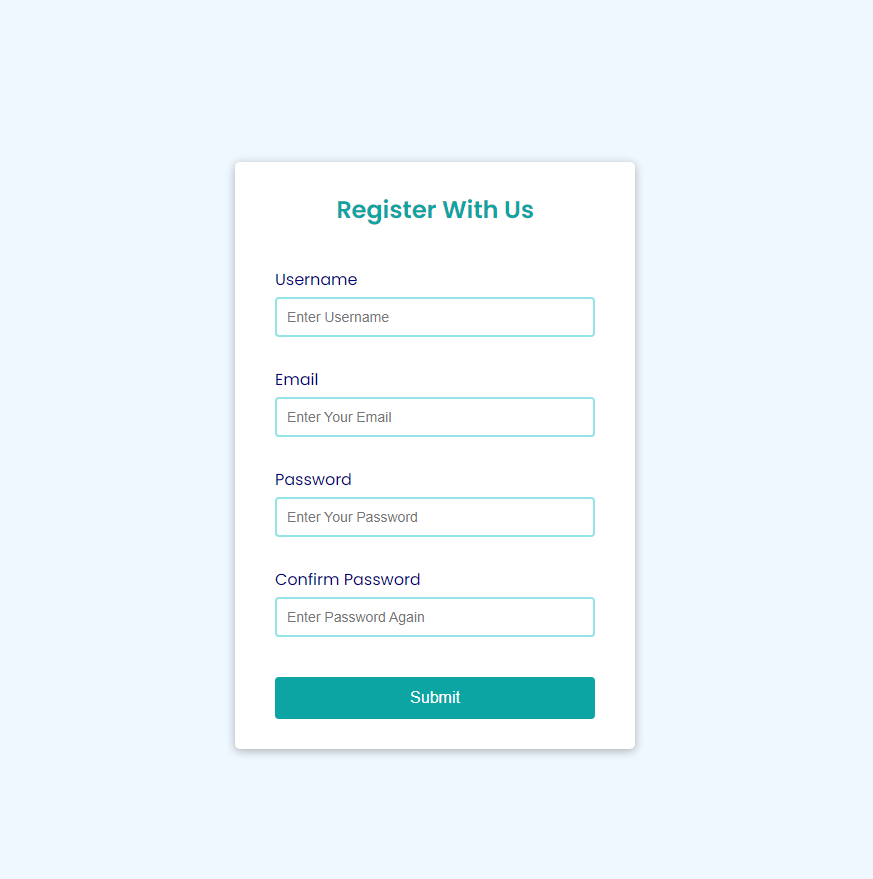 Register With Us
Username
Enter Username
Email
Enter Your Email
Password
Enter Your Password
Confirm Password
Enter Password Again
Submit